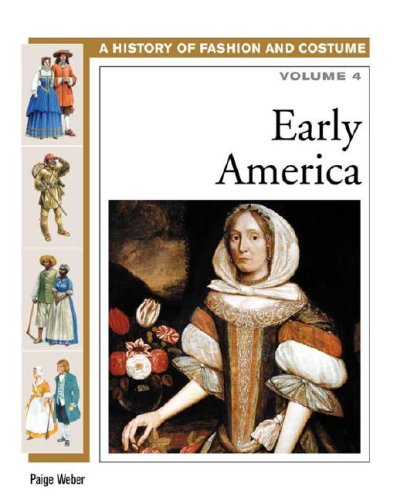 A HISTORY OF FASHION AND COSTUME
VOLUME 4
Early
America
Paige Weber